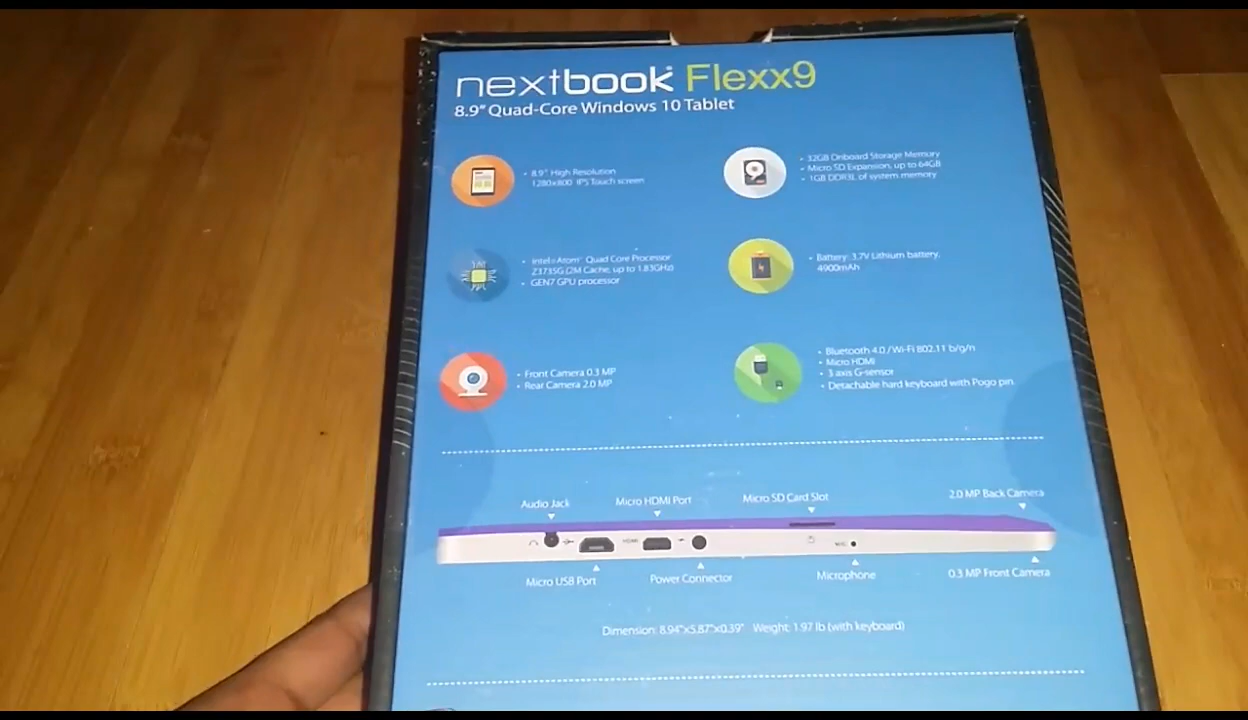 nextbook Flexx9
8.9" Quad-Core Windows 10 Tablet
• 8.9" High Resolution
1280x800 IPS Touch screen
• 32GB Onboard Storage Memory
• Micro SD Expansion, up to 64GB
• 1GB DDR3L of system memory
• Intel® Atom™ Quad Core Processor
Z3735G (2M Cache, up to 1.83GHz)
• GEN7 GPU processor
• Battery: 3.7V Lithium battery,
4900mAh
• Front Camera 0.3 MP
• Rear Camera 2.0 MP
• Bluetooth 4.0 / Wi-Fi 802.11 b/g/n
• Micro HDMI
• 3 axis G-sensor
• Detachable hard keyboard with Pogo pin.
Audio Jack
Micro HDMI Port
Micro SD Card Slot
2.0 MP Back Camera
HDMI
MIC
Micro USB Port
Power Connector
Microphone
0.3 MP Front Camera
Dimension: 8.94"x5.87"x0.39" Weight: 1.97 lb (with keyboard)